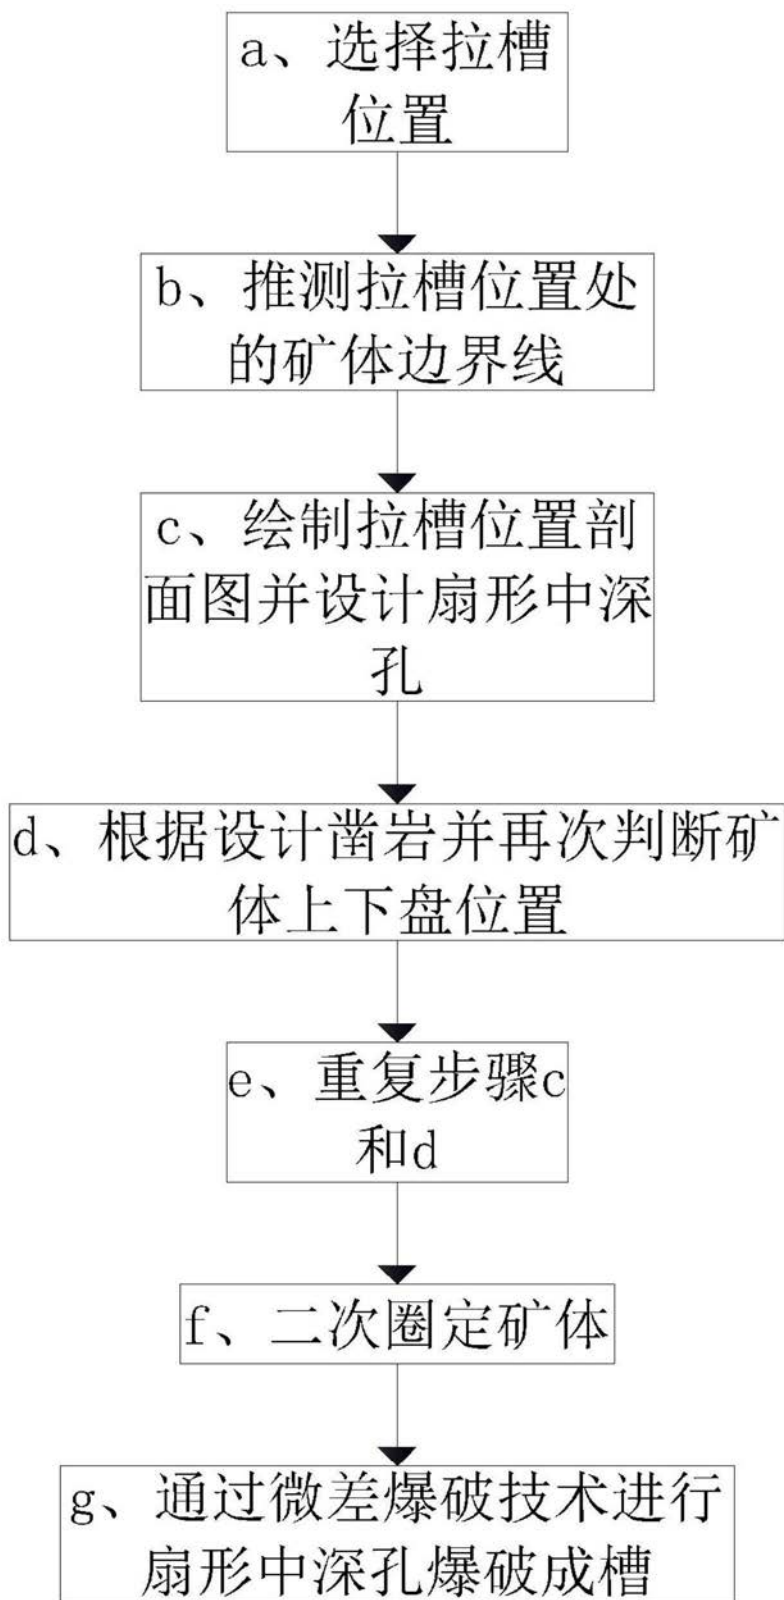 a、选择拉槽
位置
b、推测拉槽位置处
的矿体边界线
c、绘制拉槽位置剖
面图并设计扇形中深
孔
d、根据设计凿岩并再次判断矿
体上下盘位置
e、重复步骤c
和d
f、二次圈定矿体
g、通过微差爆破技术进行
扇形中深孔爆破成槽